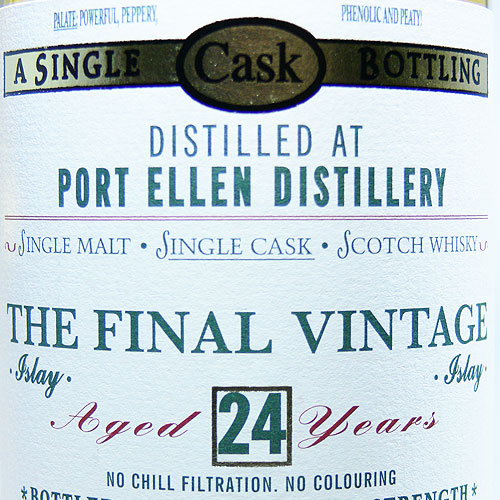 PALATE: POWERFUL, PEPPERY, PHENOLIC AND PEATY!
A SINGLE Cask BOTTLING
DISTILLED AT
PORT ELLEN DISTILLERY
SINGLE MALT • SINGLE CASK • SCOTCH WHISKY
THE FINAL VINTAGE
• Islay • • Islay •
Aged 24 Years
NO CHILL FILTRATION. NO COLOURING